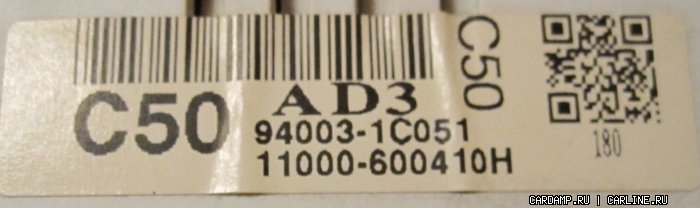 C50
AD3
94003-1C051
11000-600410H
C50
180
CARDAMP.RU | CARLINE.RU